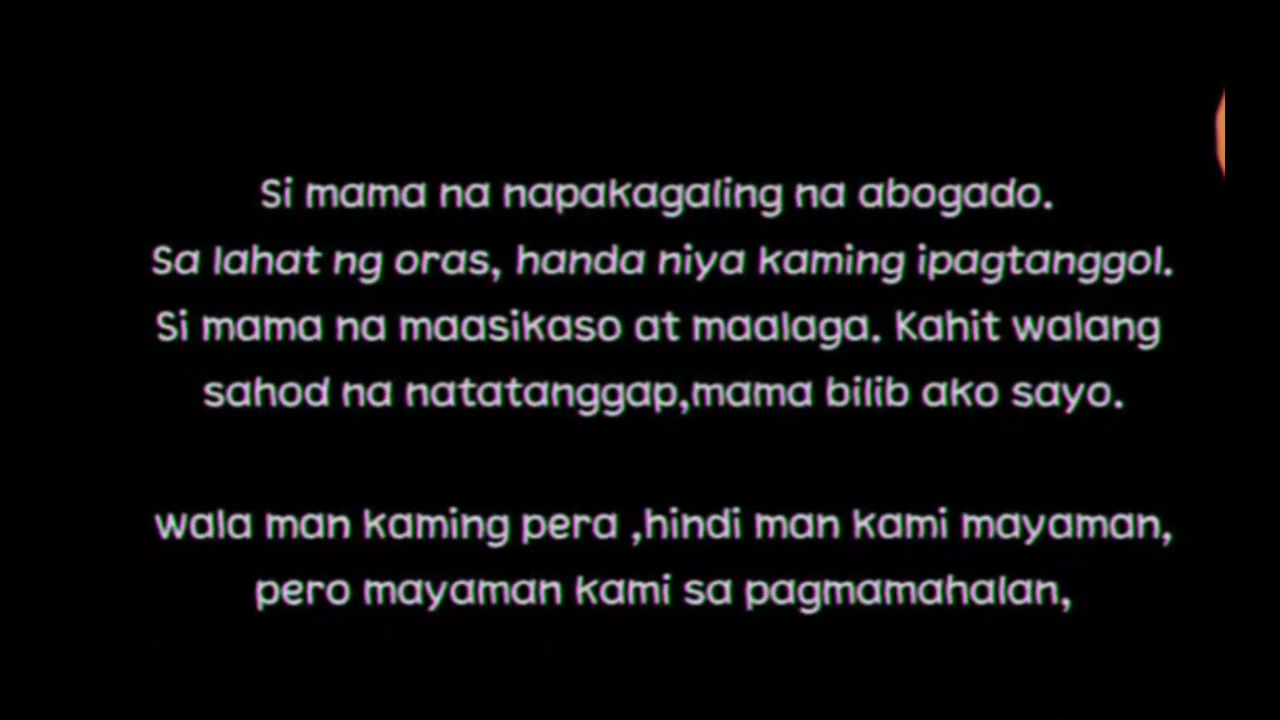 Si mama na napakagaling na abogado.
Sa lahat ng oras, handa niya kaming ipagtanggol.
Si mama na maasikaso at maalaga. Kahit walang
sahod na natatanggap,mama bilib ako sayo.
wala man kaming pera ,hindi man kami mayaman,
pero mayaman kami sa pagmamahalan,